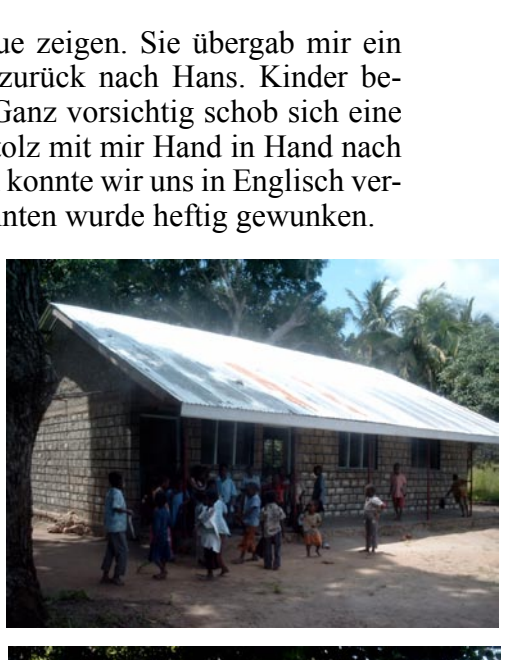 ue zeigen. Sie übergab mir ein
zurück nach Hans. Kinder be-
Ganz vorsichtig schob sich eine
tolz mit mir Hand in Hand nach
konnte wir uns in Englisch ver-
nten wurde heftig gewunken.